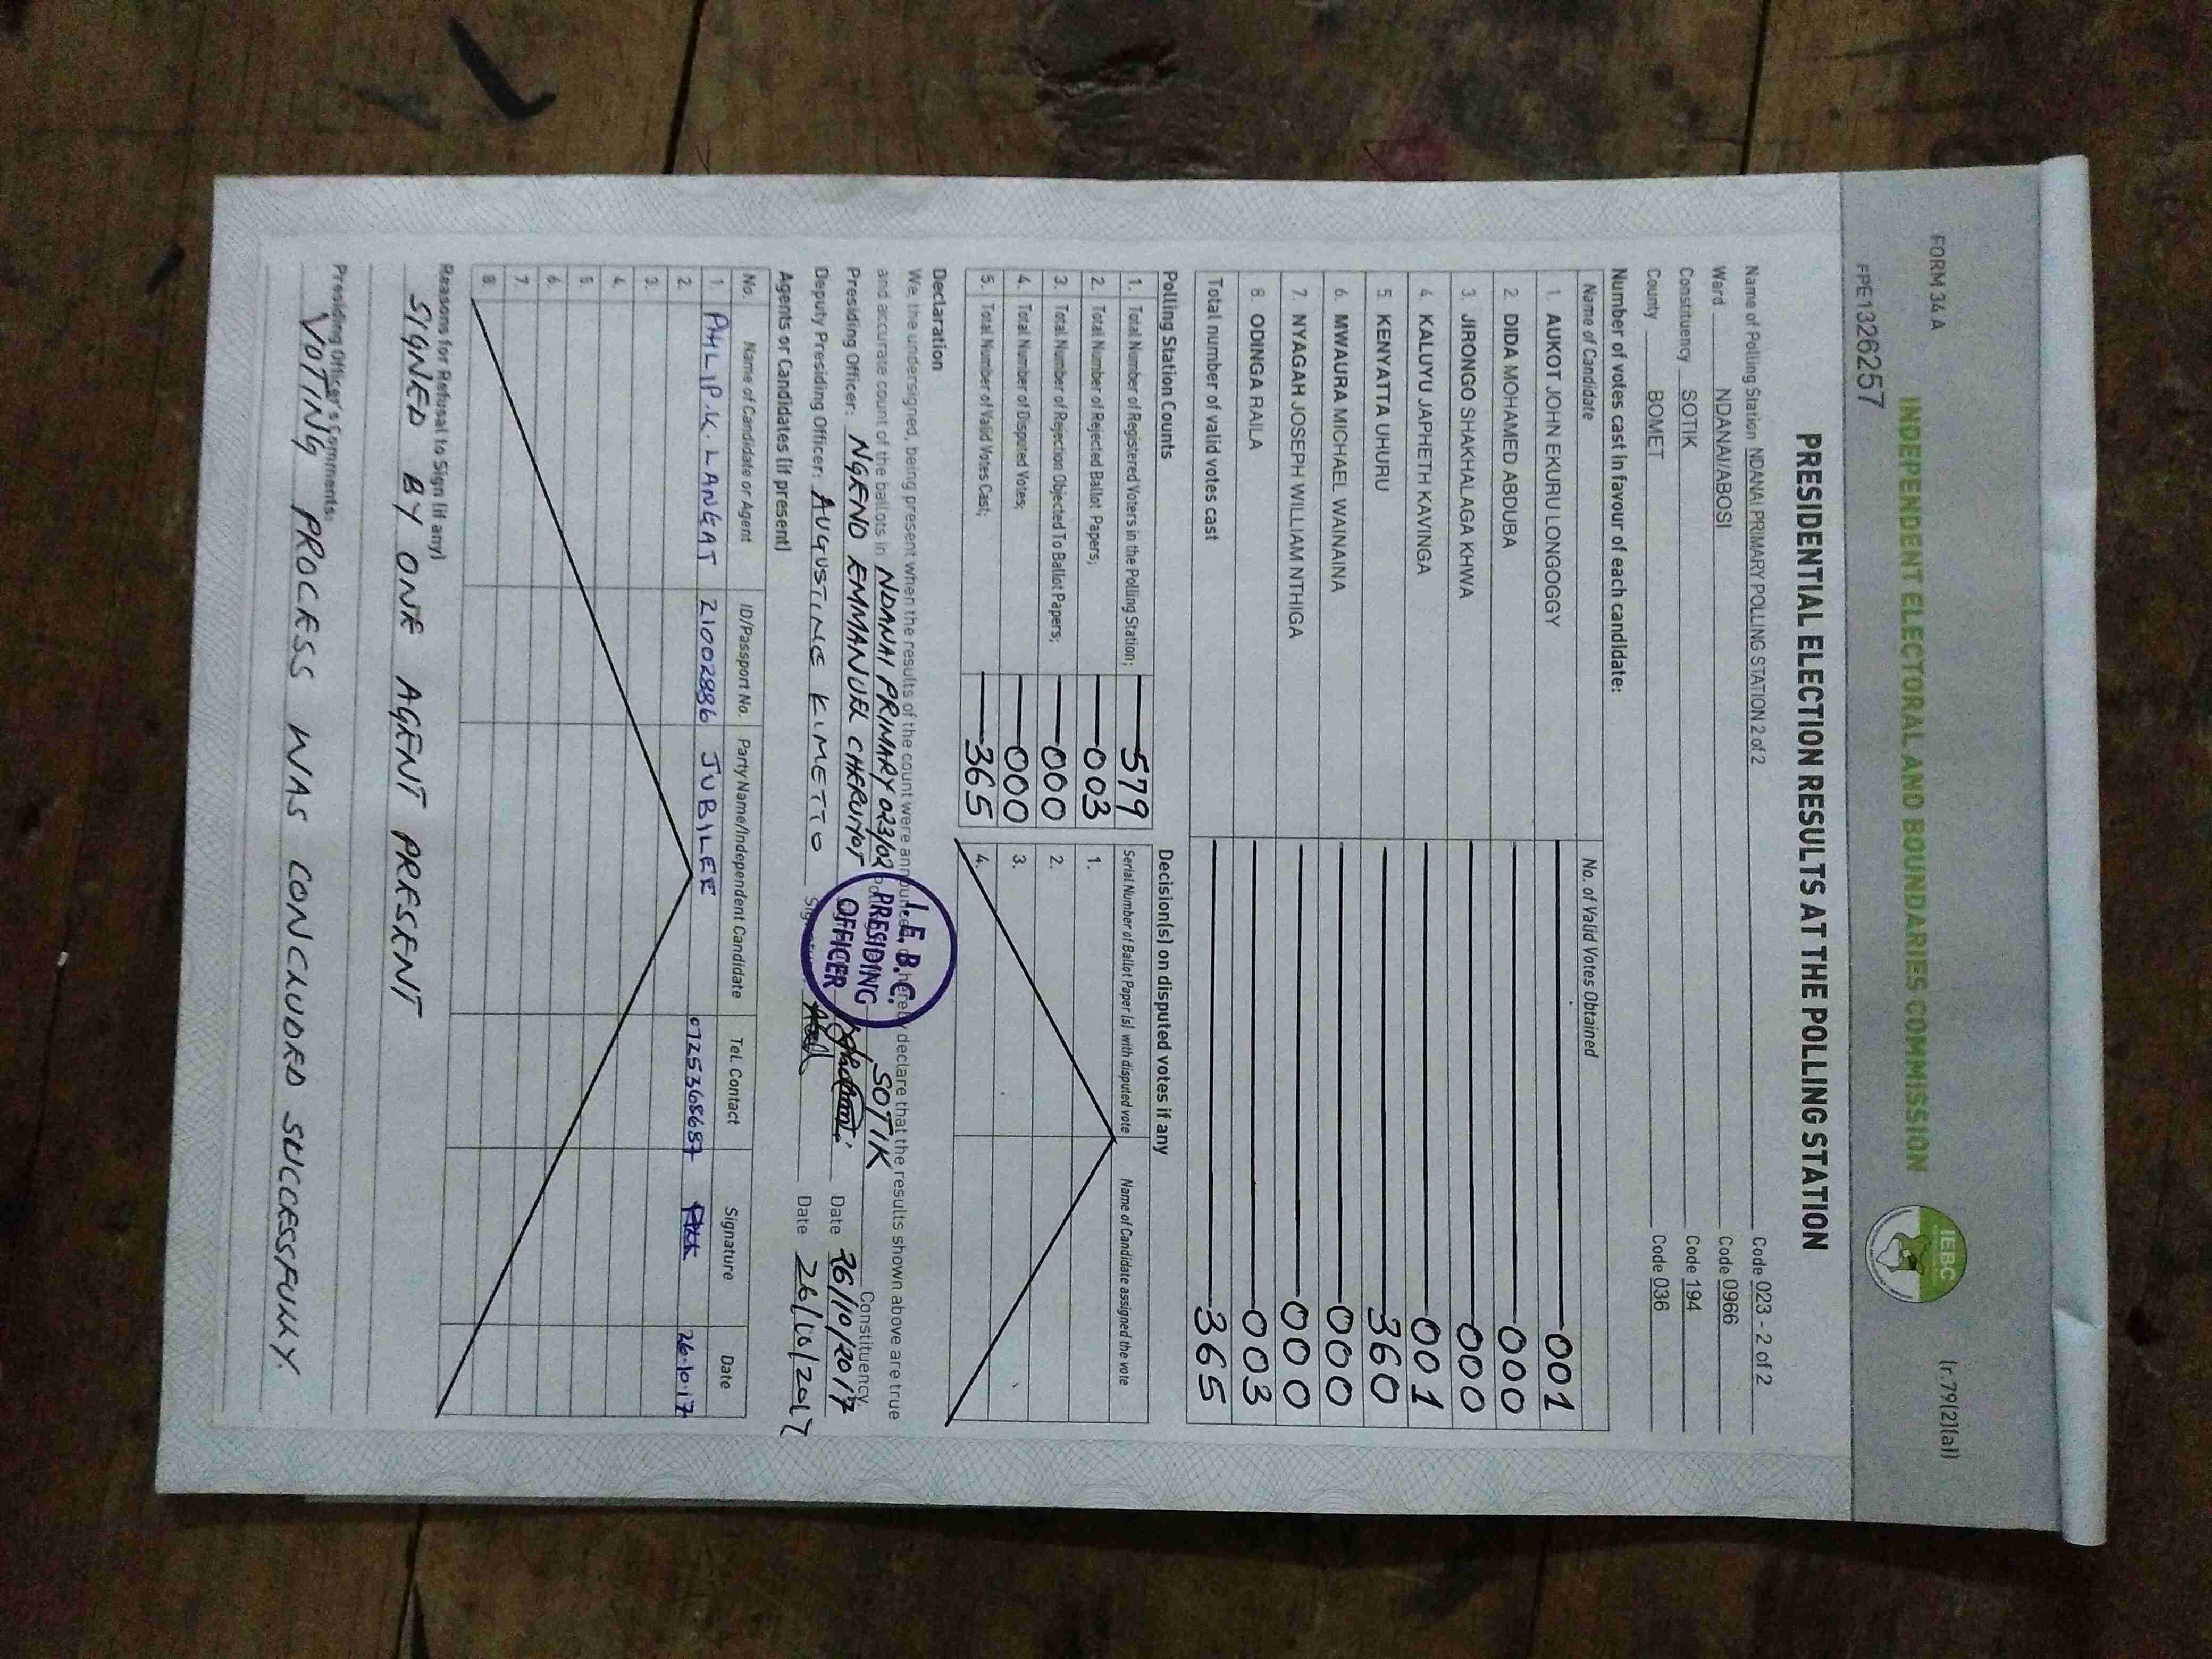 FORM 34 A
(r.79(2)(a))
INDEPENDENT ELECTORAL AND BOUNDARIES COMMISSION
IEBC
PPE1326257
PRESIDENTIAL ELECTION RESULTS AT THE POLLING STATION
Name of Polling Station NDANAI PRIMARY POLLING STATION 2 of 2 Code 023 - 2 of 2
Ward NDANAI/ABOSI Code 0966
Constituency SOTIK Code 194
County BOMET Code 036
Number of votes cast in favour of each candidate:
Name of Candidate No. of Valid Votes Obtained
1. AUKOT JOHN EKURU LONGOGGY 001
2. DIDA MOHAMED ABDUBA 000
3. JIRONGO SHAKHALAGA KHWA 000
4. KALUYU JAPHETH KAVINGA 001
5. KENYATTA UHURU 360
6. MWAURA MICHAEL WAINAINA 000
7. NYAGAH JOSEPH WILLIAM NTHIGA 000
8. ODINGA RAILA 003
Total number of valid votes cast 365
Polling Station Counts
1. Total Number of Registered Voters in the Polling Station; 579
2. Total Number of Rejected Ballot Papers; 003
3. Total Number of Rejection Objected To Ballot Papers; 000
4. Total Number of Disputed Votes; 000
5. Total Number of Valid Votes Cast; 365
Decision(s) on disputed votes if any
Serial Number of Ballot Paper (s) with disputed vote Name of Candidate assigned the vote
1.
2.
3.
4.
Declaration
We, the undersigned, being present when the results of the count were announced, hereby declare that the results shown above are true
and accurate count of the ballots in NDANAI PRIMARY 023/02 SOTIK Constituency
Presiding Officer: NGENO EMMANUEL CHERUIYOT Date 26/10/2017
Deputy Presiding Officer: AUGUSTINE KIMETTO Date 26/10/2017
I.E.B.C.
PRESIDING
OFFICER
Agents or Candidates (if present)
No. Name of Candidate or Agent ID/Passport No. Party Name/Independent Candidate Tel. Contact Signature Date
1 PHLIP.K.LANGAT 21002886 JUBILEE 0725368687 26.10.17
2.
3.
4.
5.
6.
7.
8.
Reasons for Refusal to Sign (if any)
SIGNED BY ONE AGENT PRESENT
Presiding Officer's Comments:
VOTING PROCESS WAS CONCLUDED SUCCESSFULLY.